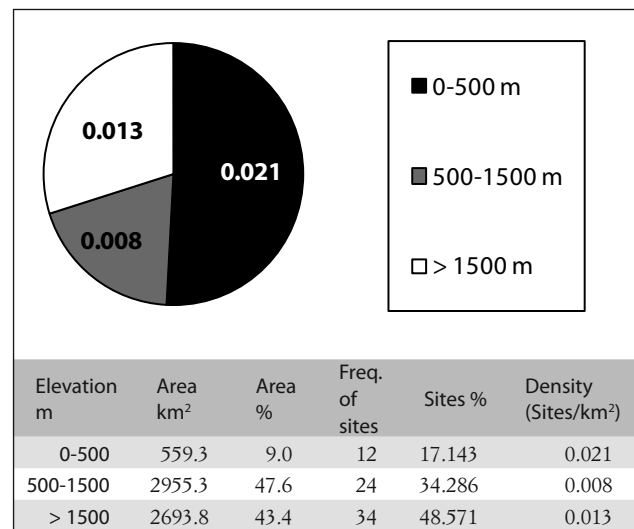 0.013
0.021
0.008
0-500 m
500-1500 m
> 1500 m
Elevation m Area km² Area % Freq. of sites Sites % Density (Sites/km²)
0-500 559.3 9.0 12 17.143 0.021
500-1500 2955.3 47.6 24 34.286 0.008
> 1500 2693.8 43.4 34 48.571 0.013